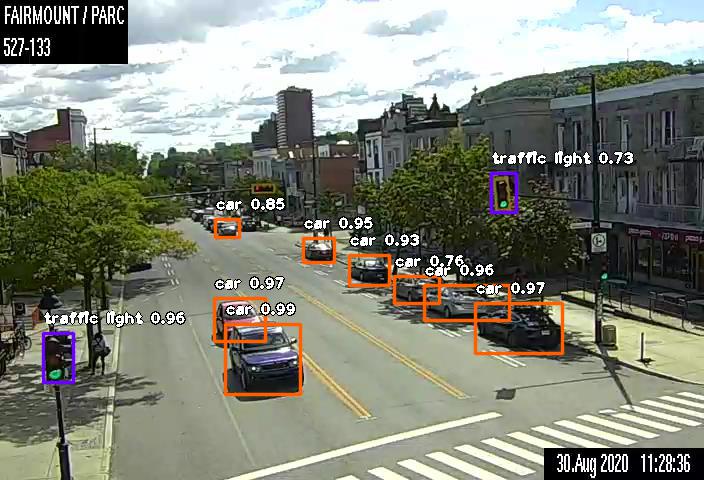 FAIRMOUNT / PARC
527-133
traffic light 0.73
car 0.85
car 0.95
car 0.93
car 0.76
car 0.96
car 0.97
car 0.97
car 0.99
traffic light 0.96
30.Aug 2020 11:28:36